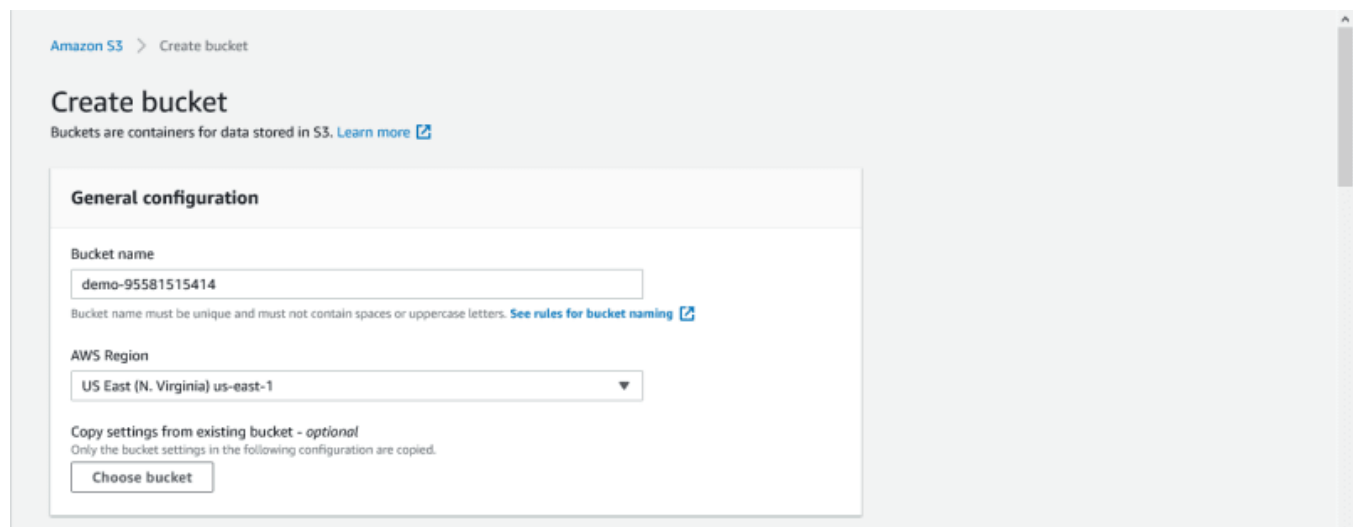 Amazon S3 > Create bucket
Create bucket
Buckets are containers for data stored in S3. Learn more
General configuration
Bucket name
demo-95581515414
Bucket name must be unique and must not contain spaces or uppercase letters. See rules for bucket naming
AWS Region
US East (N. Virginia) us-east-1
Copy settings from existing bucket - optional
Only the bucket settings in the following configuration are copied.
Choose bucket